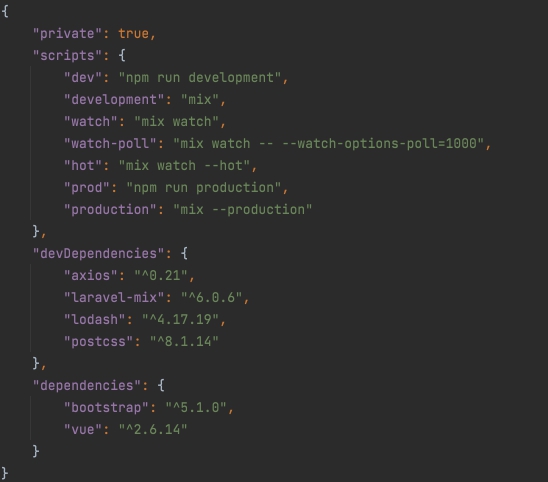 {
    "private": true,
    "scripts": {
        "dev": "npm run development",
        "development": "mix",
        "watch": "mix watch",
        "watch-poll": "mix watch -- --watch-options-poll=1000",
        "hot": "mix watch --hot",
        "prod": "npm run production",
        "production": "mix --production"
    },
    "devDependencies": {
        "axios": "^0.21",
        "laravel-mix": "^6.0.6",
        "lodash": "^4.17.19",
        "postcss": "^8.1.14"
    },
    "dependencies": {
        "bootstrap": "^5.1.0",
        "vue": "^2.6.14"
    }
}